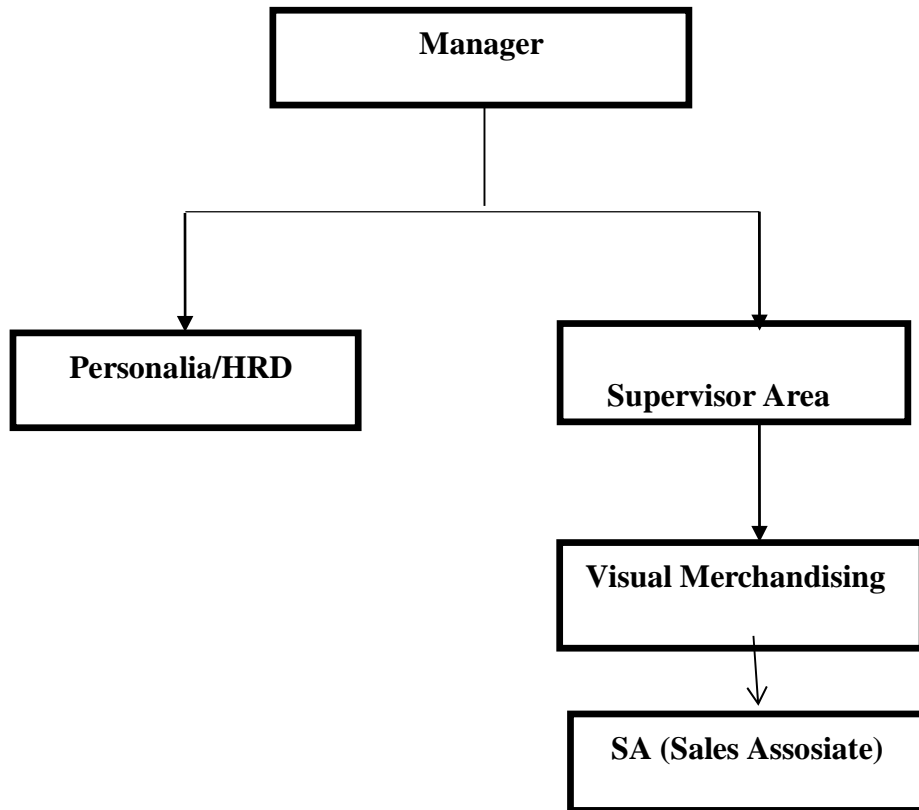 Manager
Personalia/HRD
Supervisor Area
Visual Merchandising
SA (Sales Assosiate)